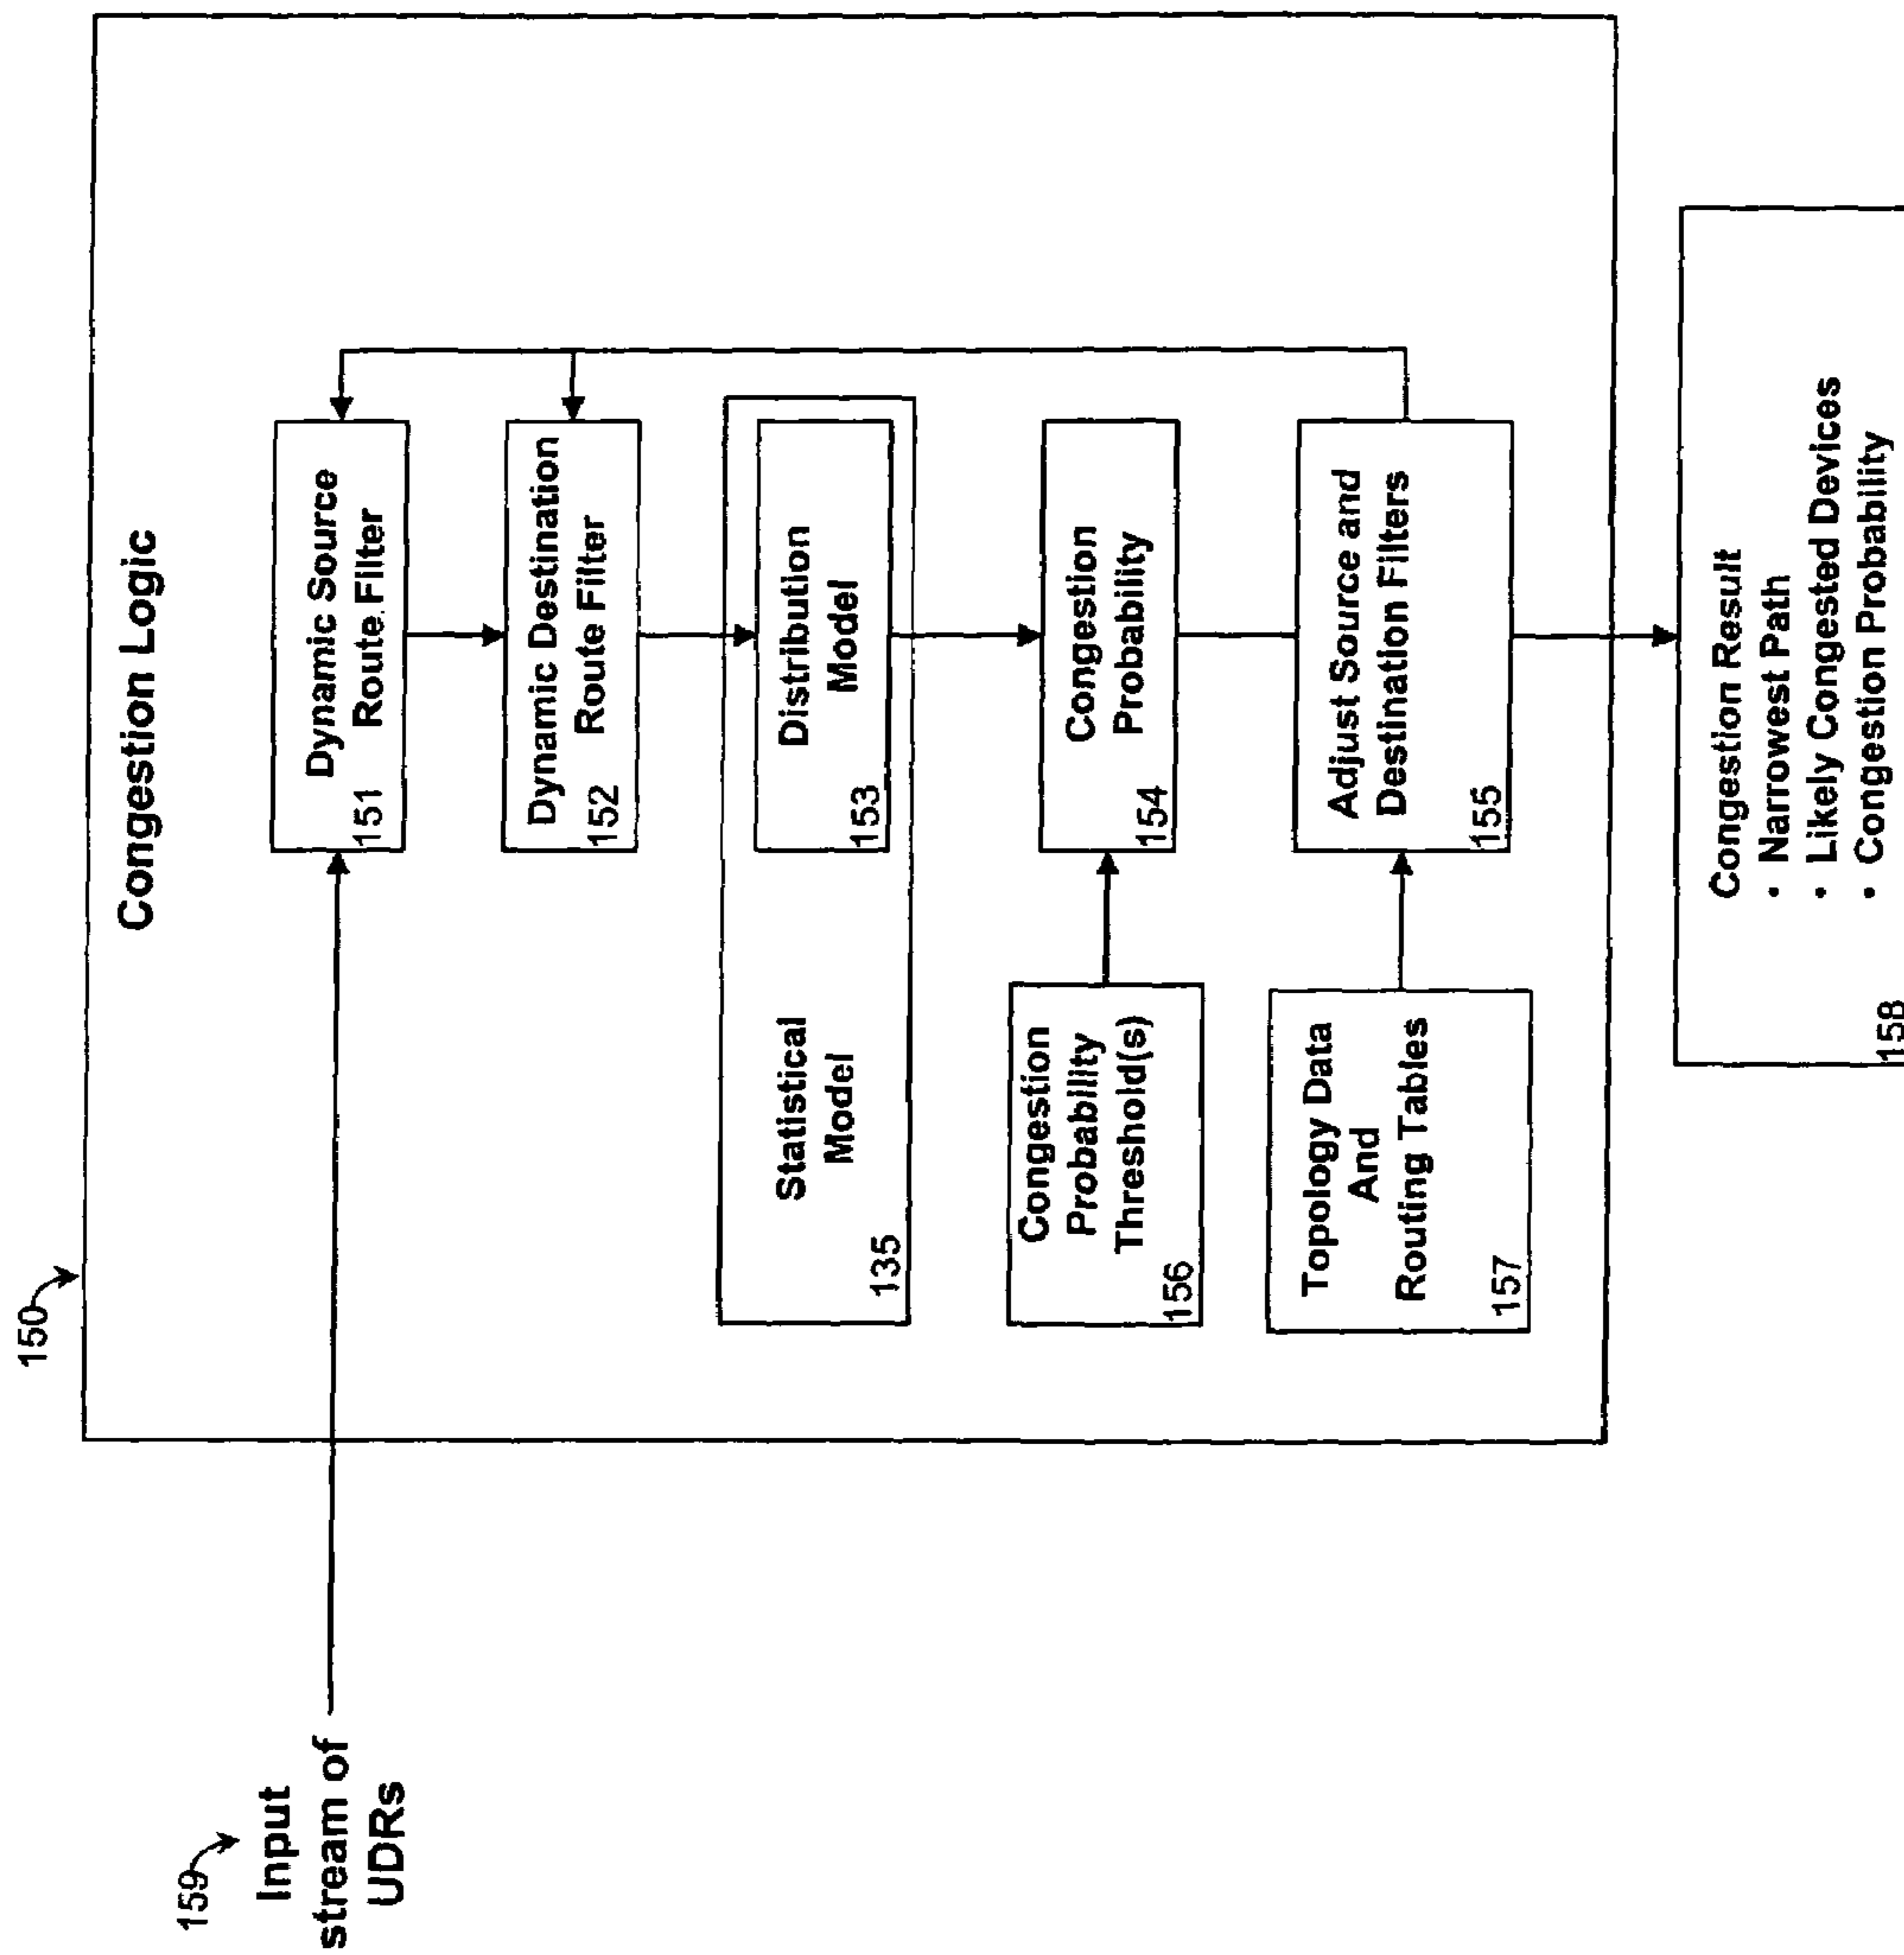 150
Congestion Logic
159
Input
stream of
UDRs
Dynamic Source
Route Filter
151
Dynamic Destination
Route Filter
152
Statistical
Model
135
Distribution
Model
153
Congestion
Probability
Threshold(s)
156
Congestion
Probability
154
Topology Data
And
Routing Tables
157
Adjust Source and
Destination Filters
155
Congestion Result
• Narrowest Path
• Likely Congested Devices
• Congestion Probability
158